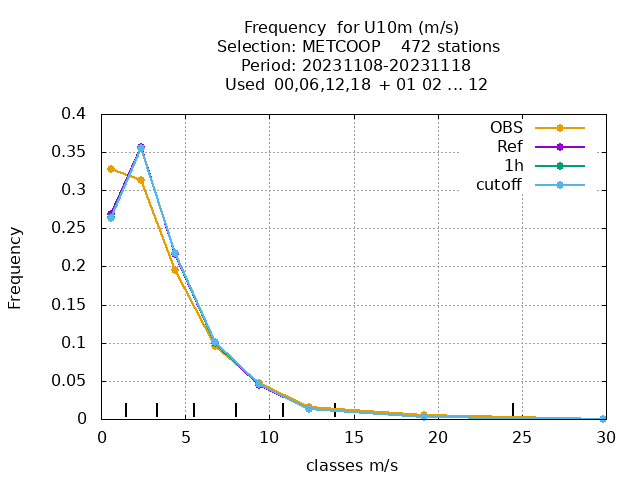 Frequency  for U10m (m/s)
Selection: METCOOP    472 stations
Period: 20231108-20231118
Used  00,06,12,18 + 01 02 ... 12
OBS
Ref
1h
cutoff
0.4
0.35
0.3
0.25
0.2
0.15
0.1
0.05
0
Frequency
0 5 10 15 20 25 30
classes m/s